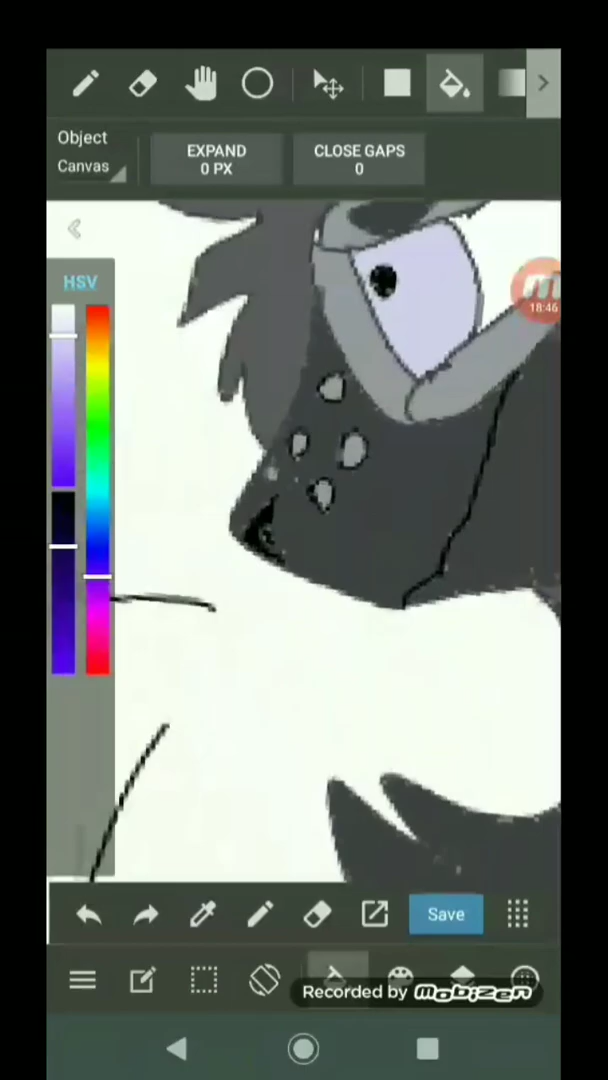 Object
Canvas
EXPAND
0 PX
CLOSE GAPS
0
HSV
18:46
Save
Recorded by mobizen